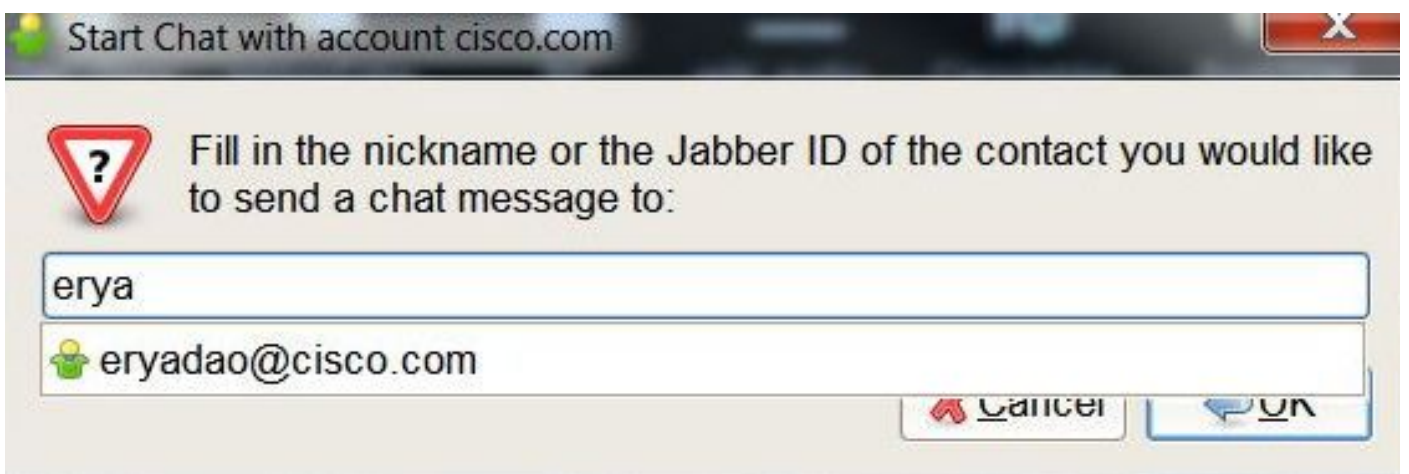 Start Chat with account cisco.com
X
?
Fill in the nickname or the Jabber ID of the contact you would like
to send a chat message to:
erya
eryadao@cisco.com
Cancel OK